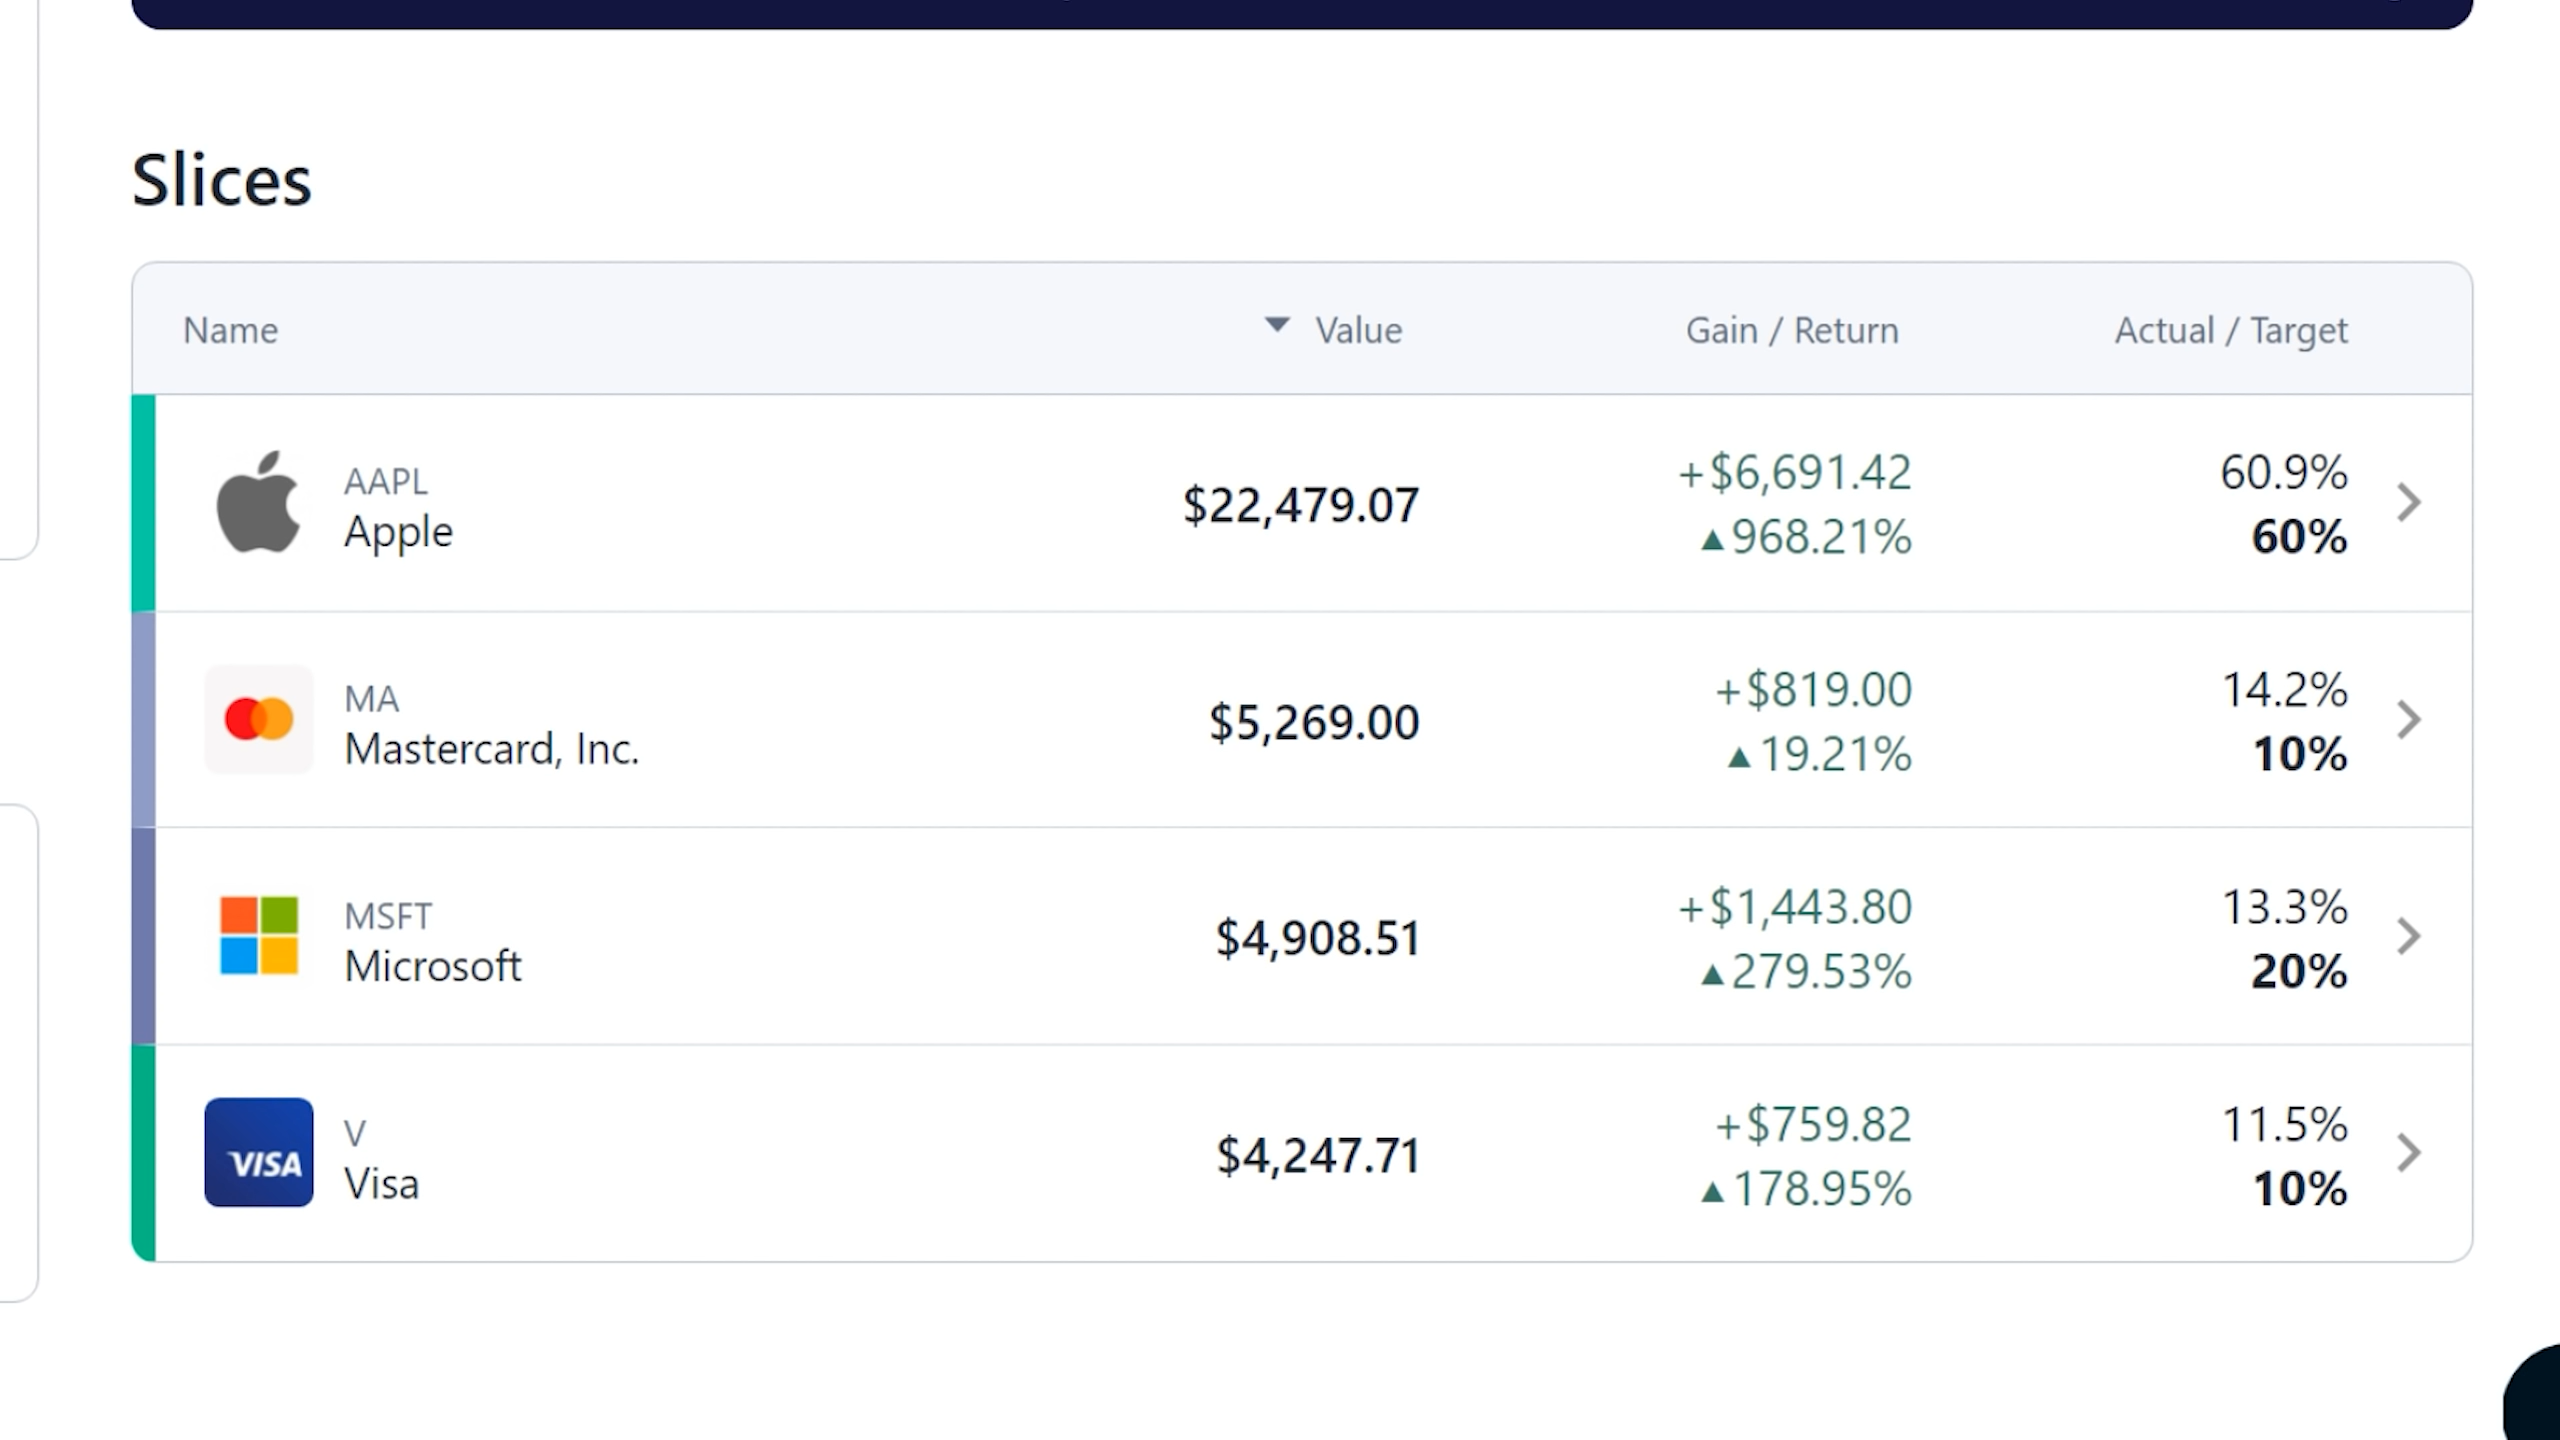 Slices
Name ▼ Value Gain / Return Actual / Target
AAPL
Apple
$22,479.07
+$6,691.42
▲968.21%
60.9%
60%
MA
Mastercard, Inc.
$5,269.00
+$819.00
▲19.21%
14.2%
10%
MSFT
Microsoft
$4,908.51
+$1,443.80
▲279.53%
13.3%
20%
VISA
V
Visa
$4,247.71
+$759.82
▲178.95%
11.5%
10%